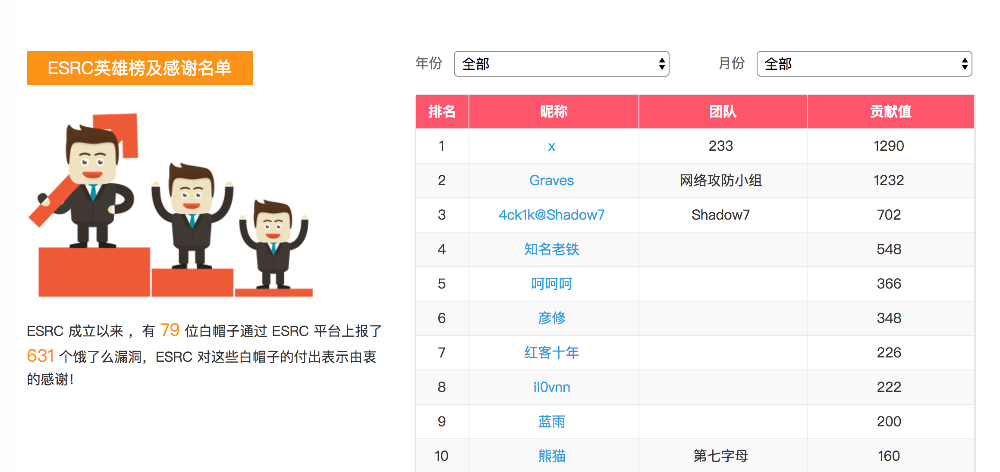 ESRC英雄榜及感谢名单
ESRC 成立以来 ，有 79 位白帽子通过 ESRC 平台上报了
631 个饿了么漏洞，ESRC 对这些白帽子的付出表示由衷
的感谢！
年份 全部 月份 全部
排名 昵称 团队 贡献值
1 x 233 1290
2 Graves 网络攻防小组 1232
3 4ck1k@Shadow7 Shadow7 702
4 知名老铁 548
5 呵呵呵 366
6 彦修 348
7 红客十年 226
8 il0vnn 222
9 蓝雨 200
10 熊猫 第七字母 160